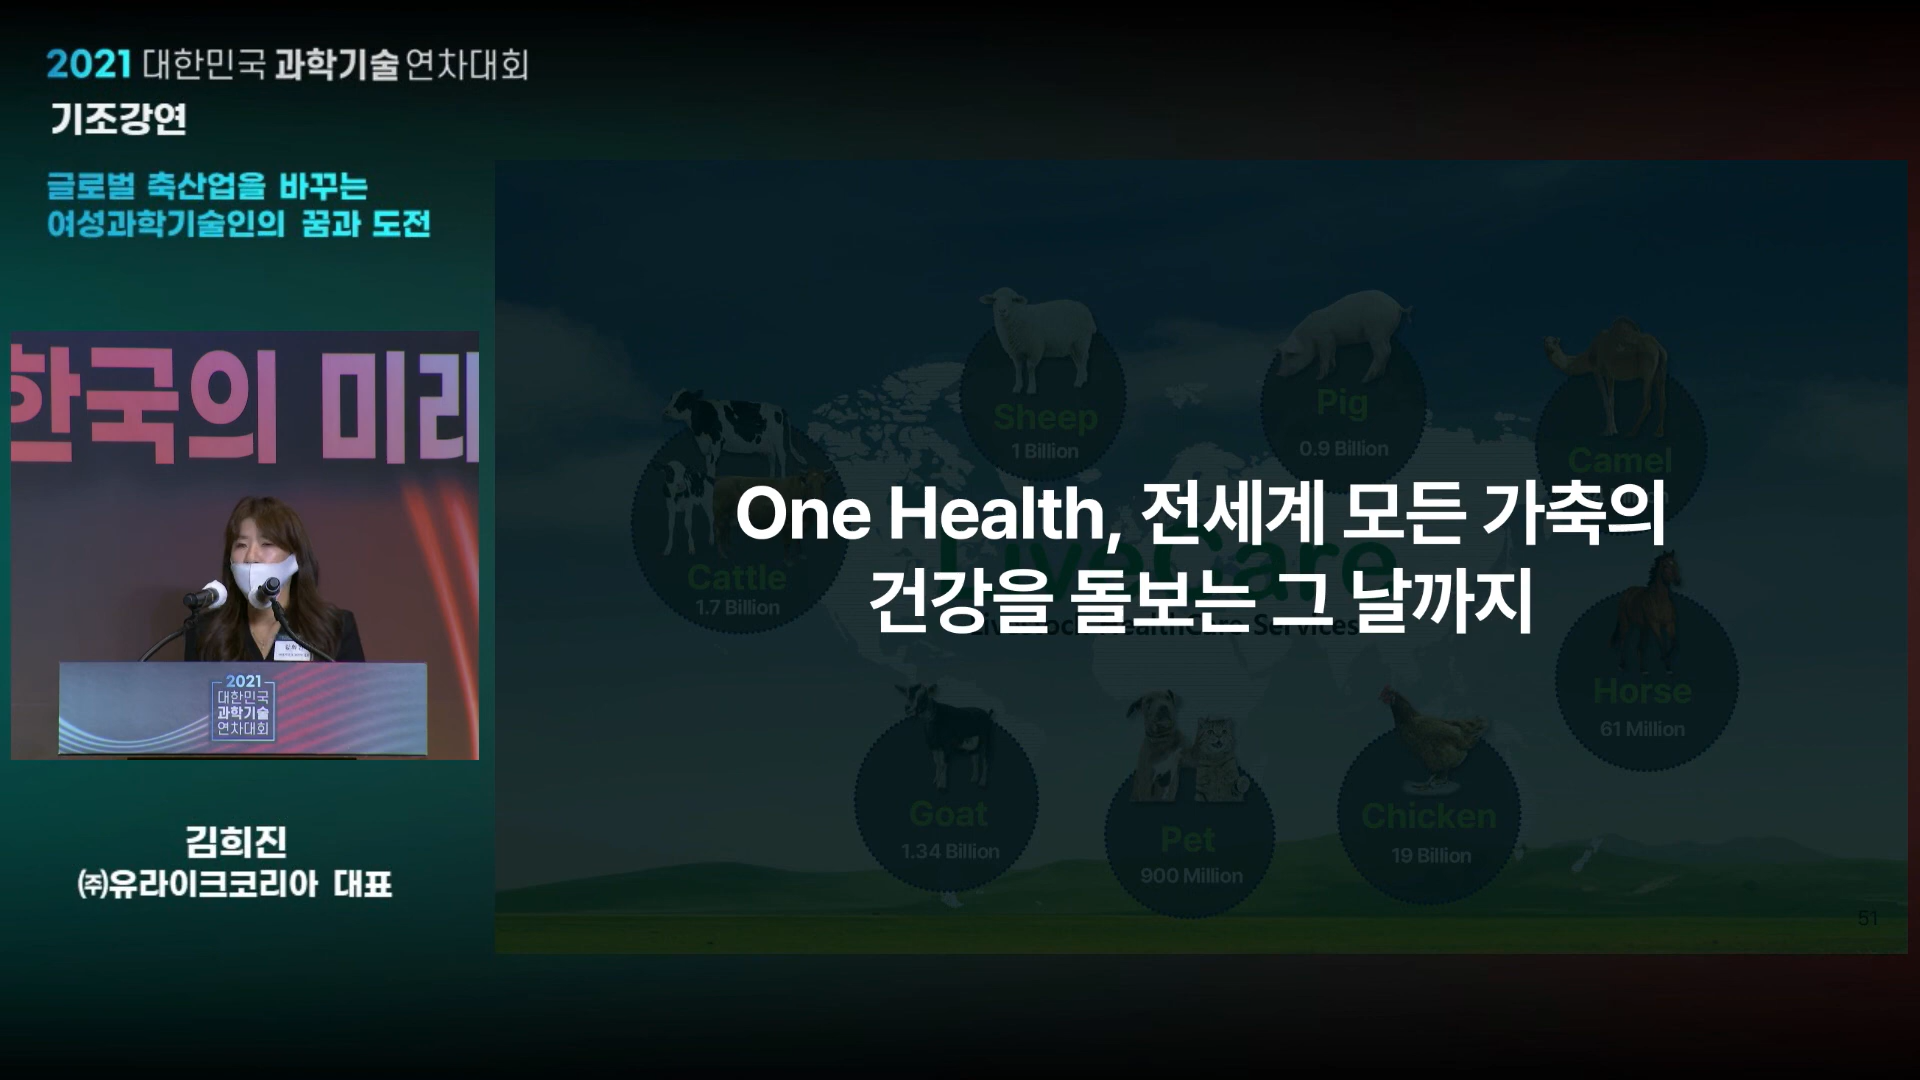 2021 대한민국 과학기술 연차대회
기조강연
글로벌 축산업을 바꾸는
여성과학기술인의 꿈과 도전
한국의 미래
2021
대한민국
과학기술
연차대회
김희진
㈜유라이크코리아 대표
Sheep
1 Billion
Pig
0.9 Billion
Camel
One Health, 전세계 모든 가축의
건강을 돌보는 그 날까지
LiveCare
Livestock HealthCare Services
Cattle
1.7 Billion
Horse
61 Million
Goat
1.34 Billion
Pet
900 Million
Chicken
19 Billion
51